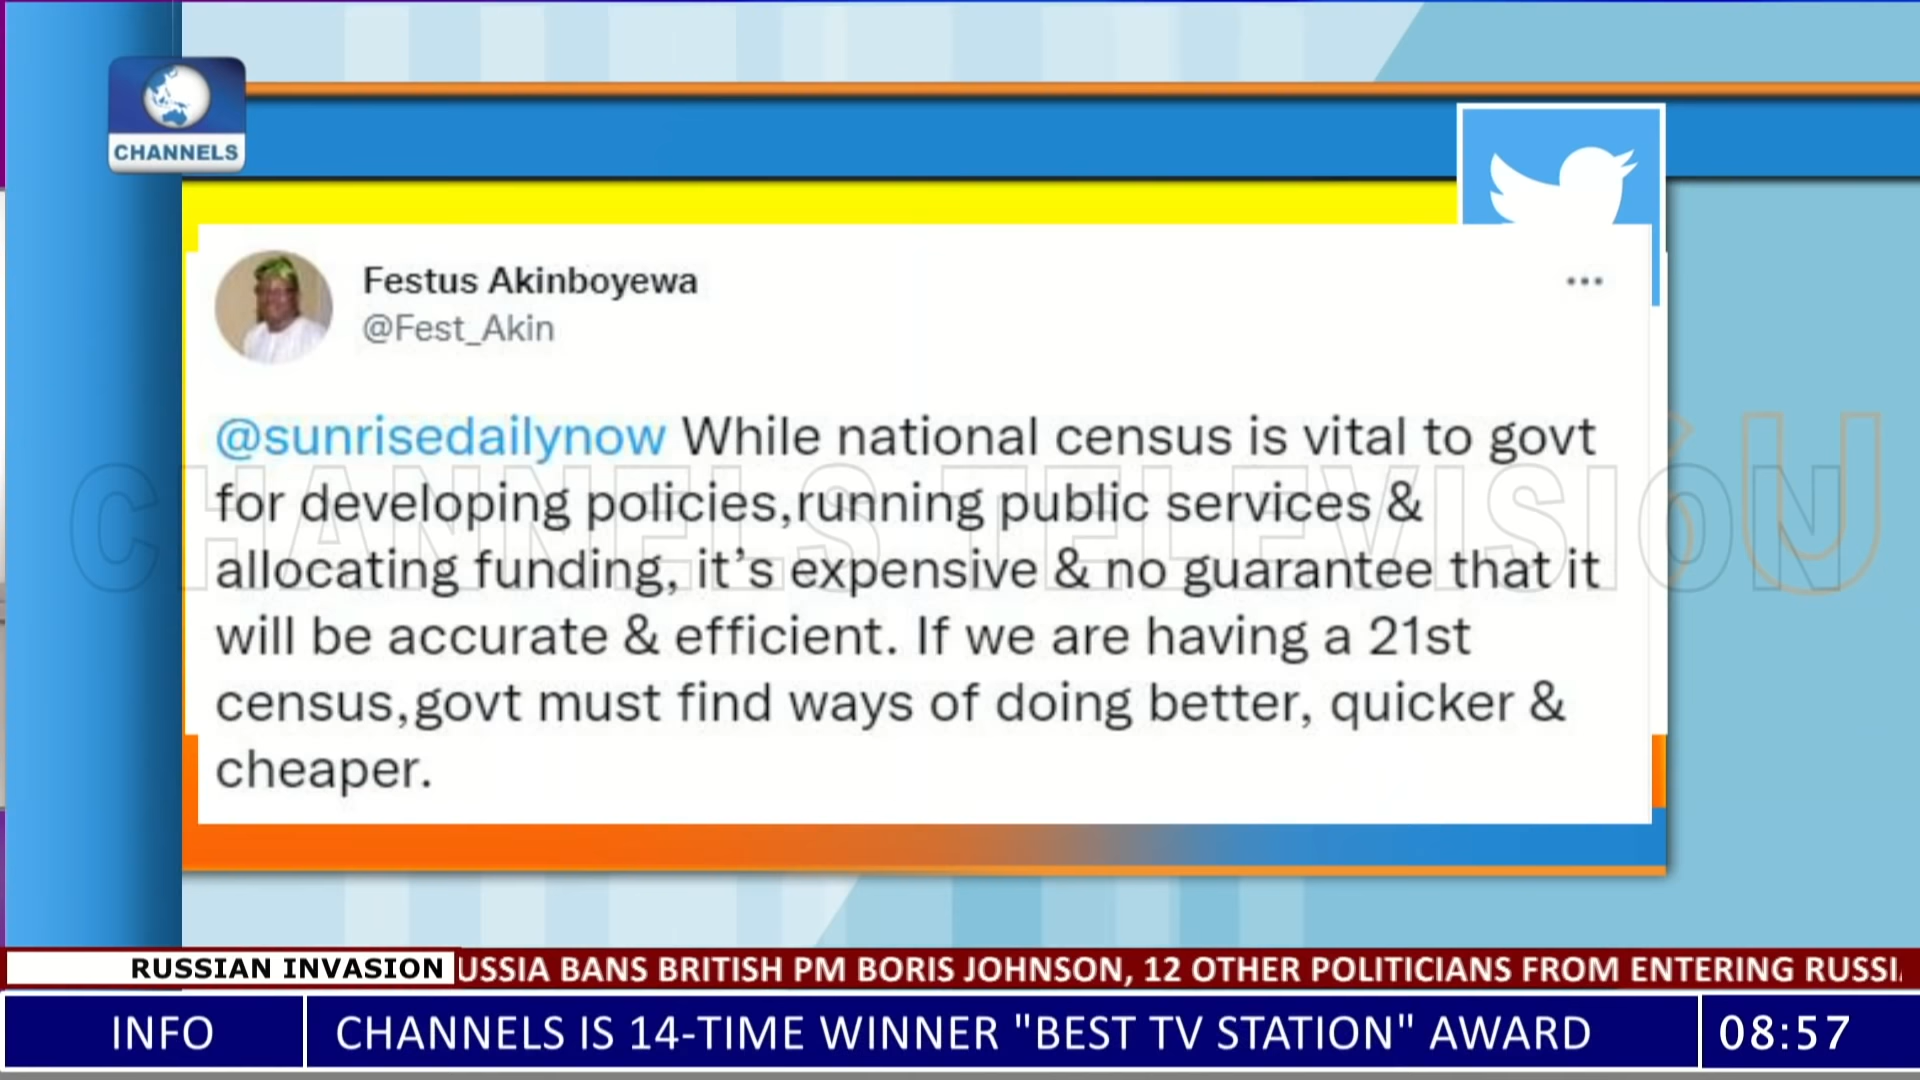 CHANNELS
Festus Akinboyewa
@Fest_Akin
@sunrisedailynow While national census is vital to govt
for developing policies,running public services &
allocating funding, it’s expensive & no guarantee that it
will be accurate & efficient. If we are having a 21st
census,govt must find ways of doing better, quicker &
cheaper.
CHANNELS TELEVISION
RUSSIAN INVASION
USSIA BANS BRITISH PM BORIS JOHNSON, 12 OTHER POLITICIANS FROM ENTERING RUSSI
INFO
CHANNELS IS 14-TIME WINNER "BEST TV STATION" AWARD
08:57